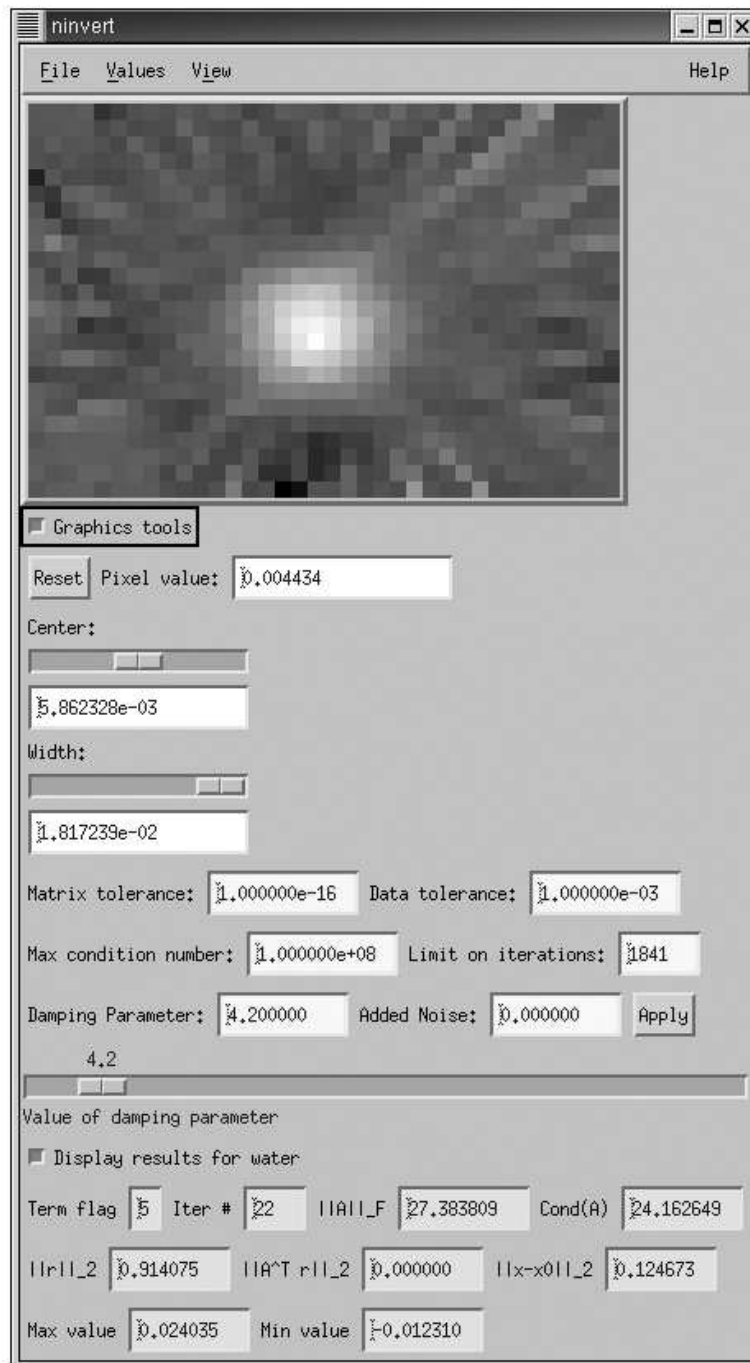 ninvert
File Values View Help
Graphics tools
Reset Pixel value: 0.004434
Center:
5.862328e-03
Width:
1.817239e-02
Matrix tolerance: 1.000000e-16 Data tolerance: 1.000000e-03
Max condition number: 1.000000e+08 Limit on iterations: 1841
Damping Parameter: 4.200000 Added Noise: 0.000000 Apply
4.2
Value of damping parameter
Display results for water
Term flag 5 Iter # 22 ||A||_F 27.383809 Cond(A) 24.162649
||r||_2 0.914075 ||A^T r||_2 0.000000 ||x-x0||_2 0.124673
Max value 0.024035 Min value -0.012310